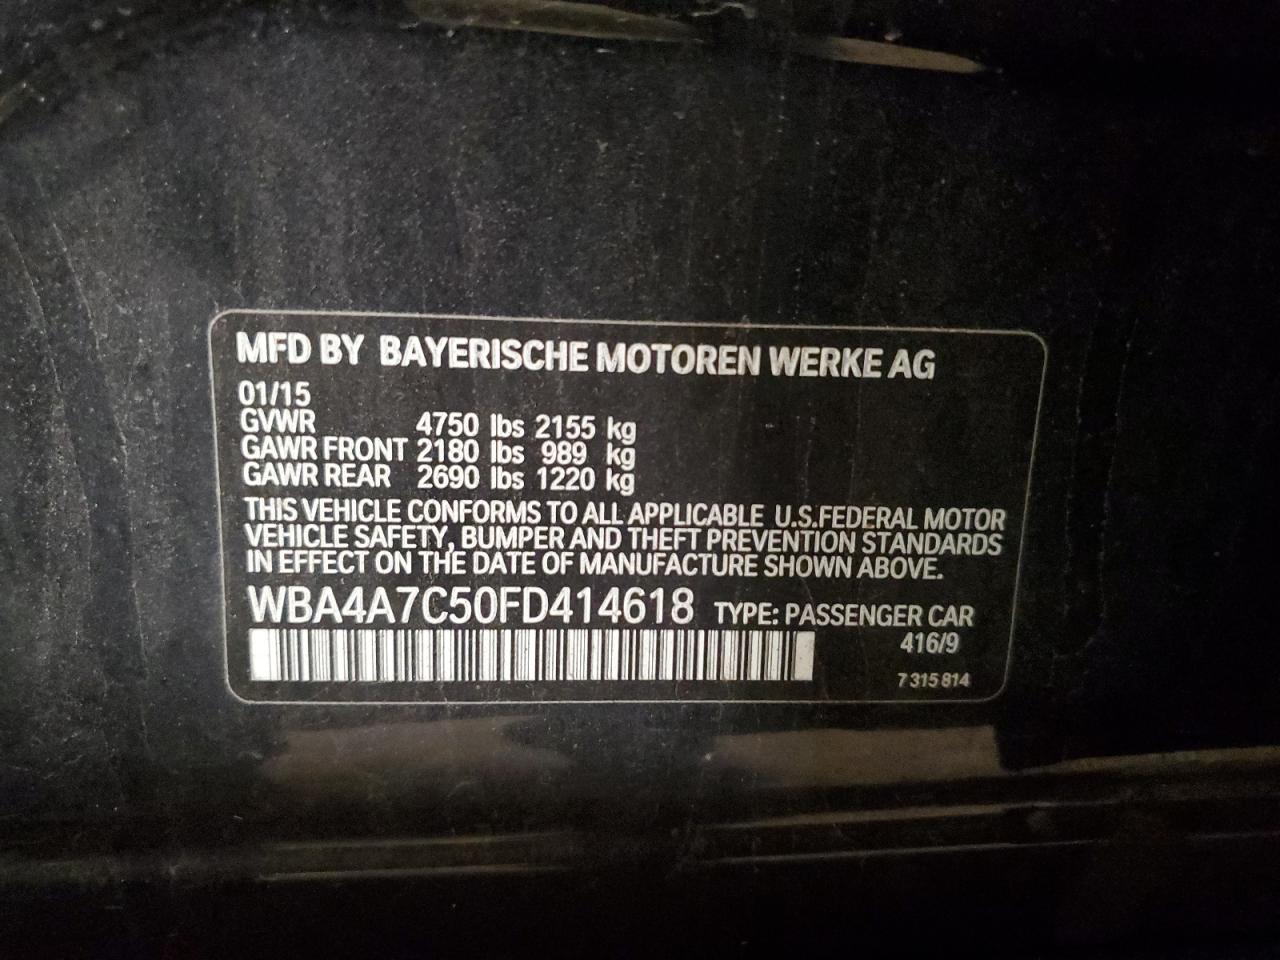 MFD BY BAYERISCHE MOTOREN WERKE AG
01/15
GVWR 4750 lbs 2155 kg
GAWR FRONT 2180 lbs 989 kg
GAWR REAR 2690 lbs 1220 kg
THIS VEHICLE CONFORMS TO ALL APPLICABLE U.S.FEDERAL MOTOR
VEHICLE SAFETY, BUMPER AND THEFT PREVENTION STANDARDS
IN EFFECT ON THE DATE OF MANUFACTURE SHOWN ABOVE.
WBA4A7C50FD414618 TYPE: PASSENGER CAR
416/9
7 315 814